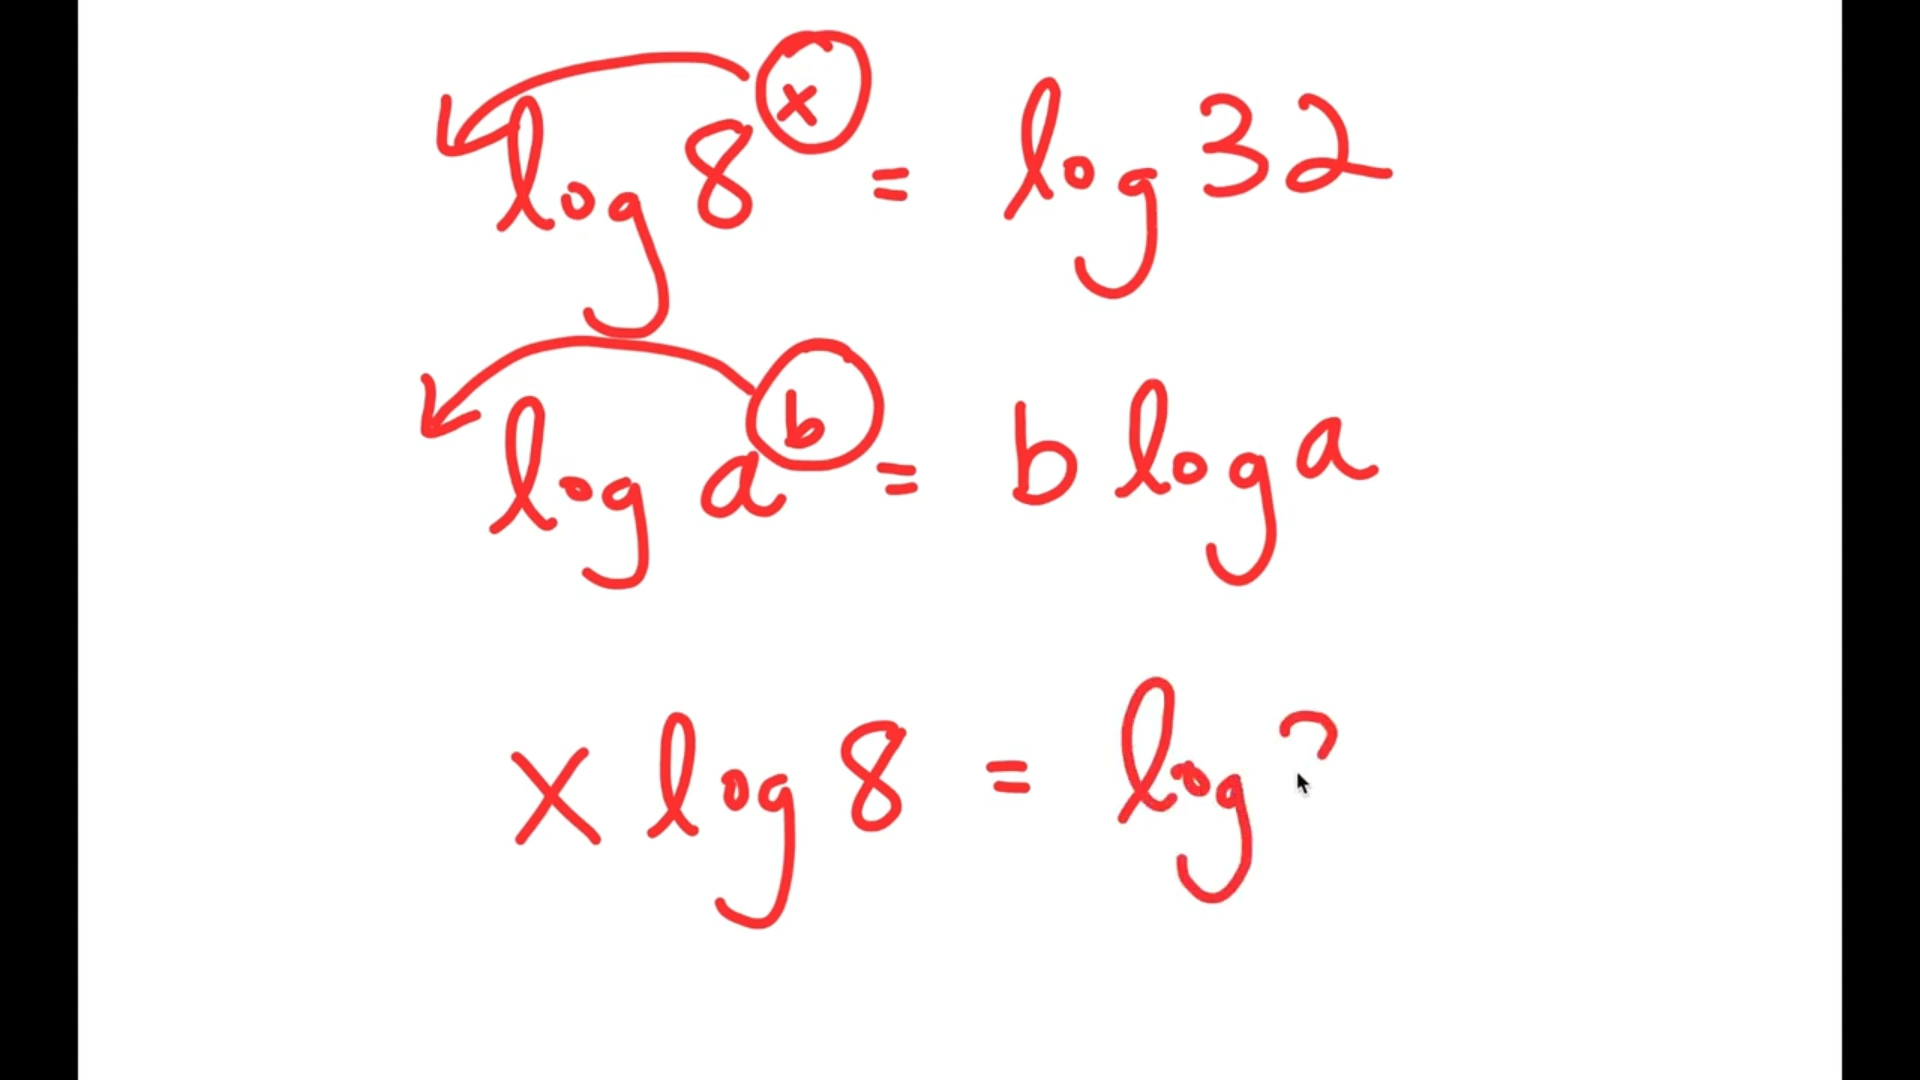 log 8^x = log 32
log a^b = b log a
x log 8 = log